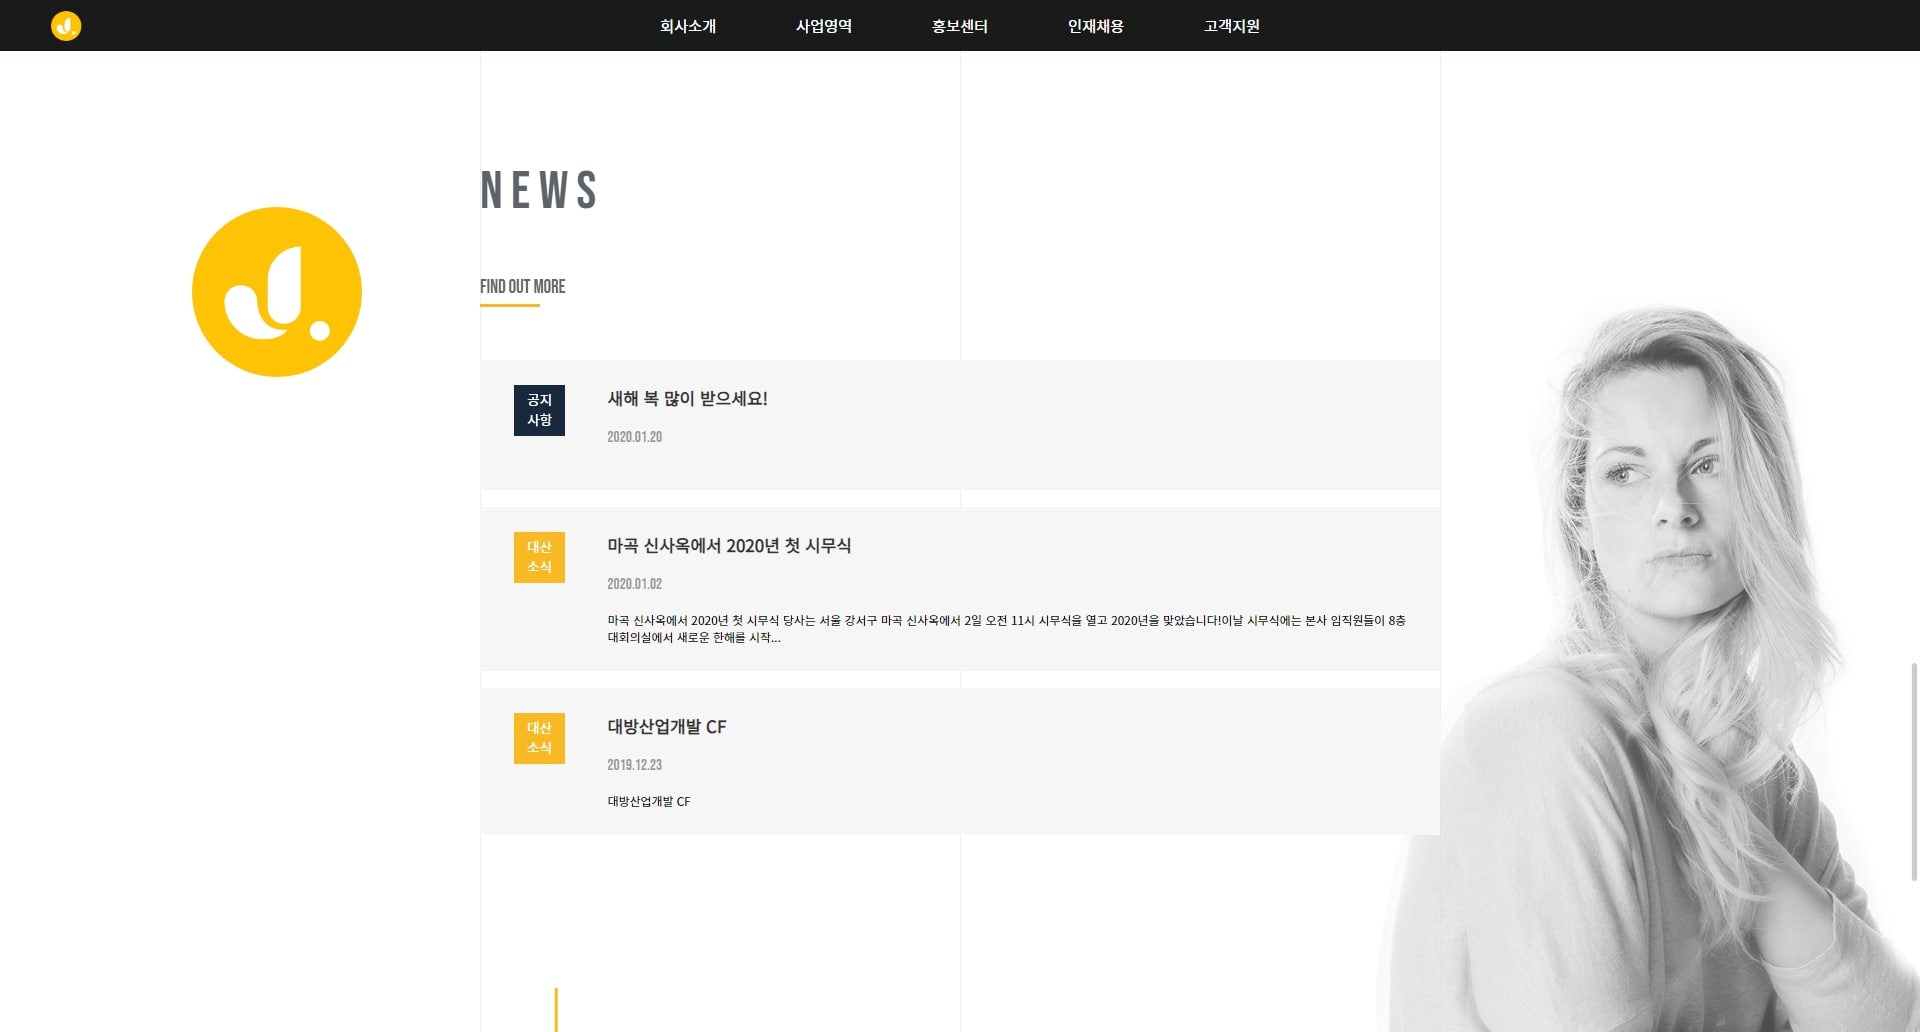 회사소개 사업영역 홍보센터 인재채용 고객지원
NEWS
FIND OUT MORE
공지
사항
새해 복 많이 받으세요!
2020.01.20
대산
소식
마곡 신사옥에서 2020년 첫 시무식
2020.01.02
마곡 신사옥에서 2020년 첫 시무식 당사는 서울 강서구 마곡 신사옥에서 2일 오전 11시 시무식을 열고 2020년을 맞았습니다!이날 시무식에는 본사 임직원들이 8층
대회의실에서 새로운 한해를 시작...
대산
소식
대방산업개발 CF
2019.12.23
대방산업개발 CF